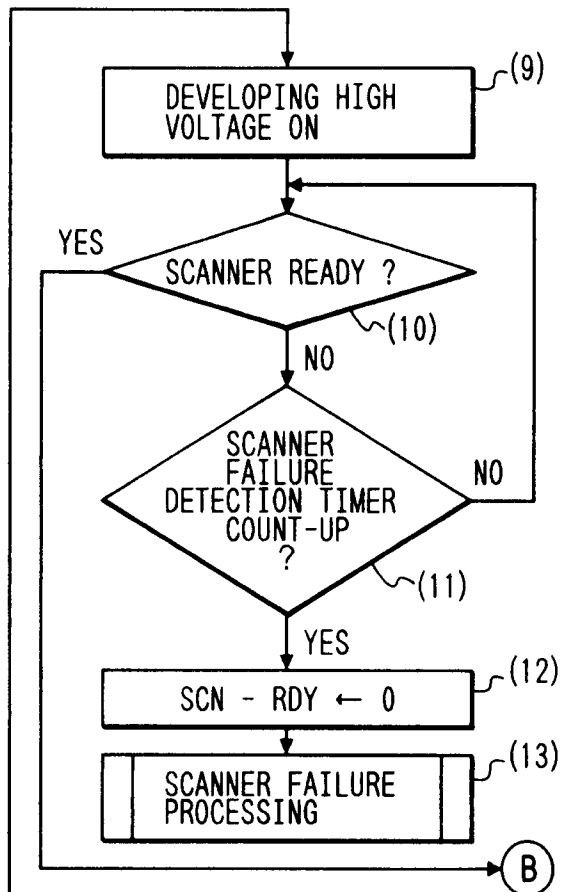 (9)
DEVELOPING HIGH
VOLTAGE ON
YES
SCANNER READY ?
(10)
NO
SCANNER
FAILURE
DETECTION TIMER
COUNT-UP
?
NO
(11)
YES
SCN - RDY ← 0
(12)
SCANNER FAILURE
PROCESSING
(13)
B